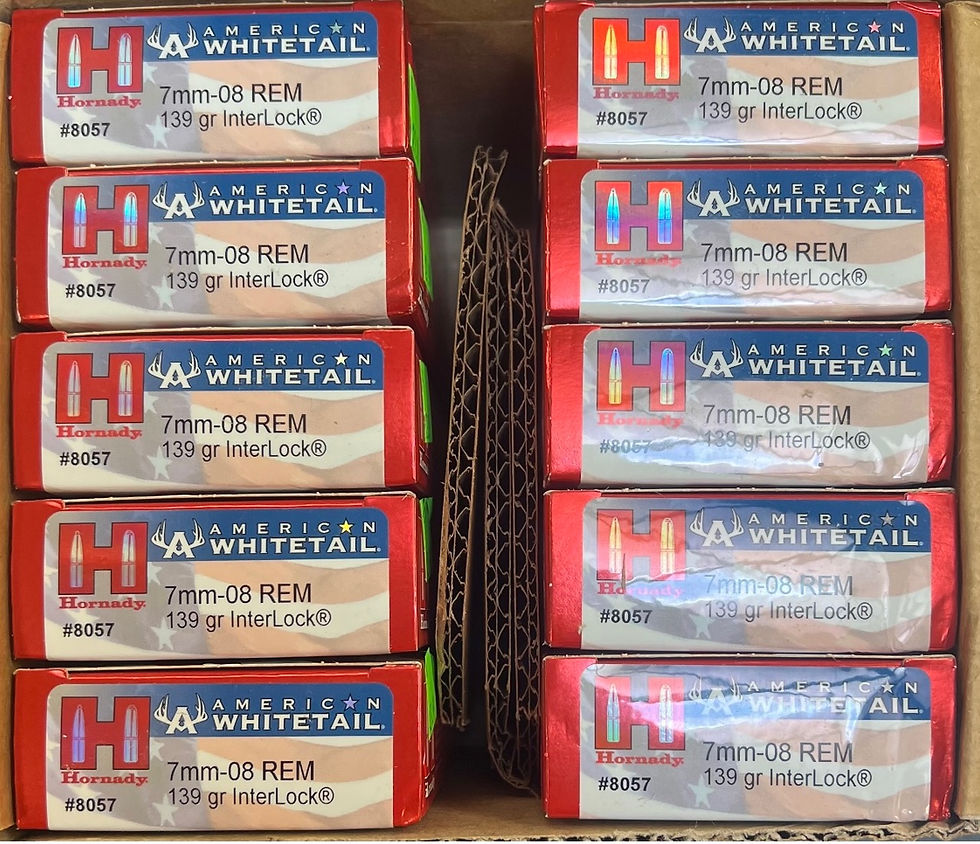 AMERICAN
WHITETAIL®
Hornady®
7mm-08 REM
139 gr InterLock®
#8057
AMERICAN
WHITETAIL®
Hornady®
7mm-08 REM
139 gr InterLock®
#8057
AMERICAN
WHITETAIL®
Hornady®
7mm-08 REM
139 gr InterLock®
#8057
AMERICAN
WHITETAIL®
Hornady®
7mm-08 REM
139 gr InterLock®
#8057
AMERICAN
WHITETAIL®
Hornady®
7mm-08 REM
139 gr InterLock®
#8057
AMERICAN
WHITETAIL®
Hornady®
7mm-08 REM
139 gr InterLock®
#8057
AMERICAN
WHITETAIL®
Hornady®
7mm-08 REM
139 gr InterLock®
#8057
AMERICAN
WHITETAIL®
Hornady®
7mm-08 REM
139 gr InterLock®
#8057
AMERICAN
WHITETAIL®
Hornady®
7mm-08 REM
139 gr InterLock®
#8057
AMERICAN
WHITETAIL®
Hornady®
7mm-08 REM
139 gr InterLock®
#8057